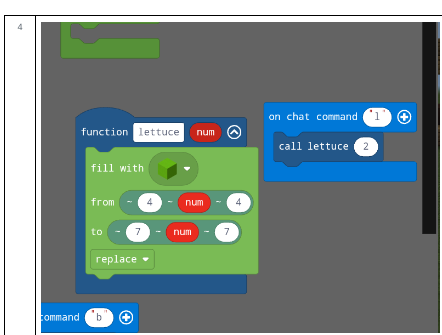 4
function lettuce num
on chat command "l"
call lettuce 2
fill with
from ~ 4 ~ num ~ 4
to ~ 7 ~ num ~ 7
replace
command "b"